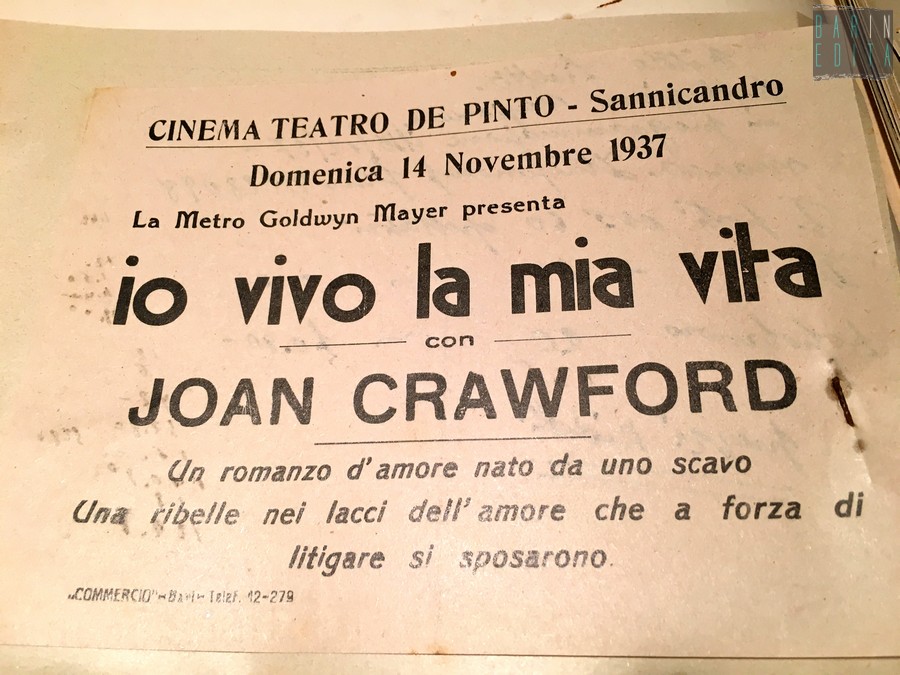 BARIN
EDITA
CINEMA TEATRO DE PINTO - Sannicandro
Domenica 14 Novembre 1937
La Metro Goldwyn Mayer presenta
io vivo la mia vita
con
JOAN CRAWFORD
Un romanzo d'amore nato da uno scavo
Una ribelle nei lacci dell'amore che a forza di
litigare si sposarono.
„COMMERCIO" - Bari - Telef. 12-279